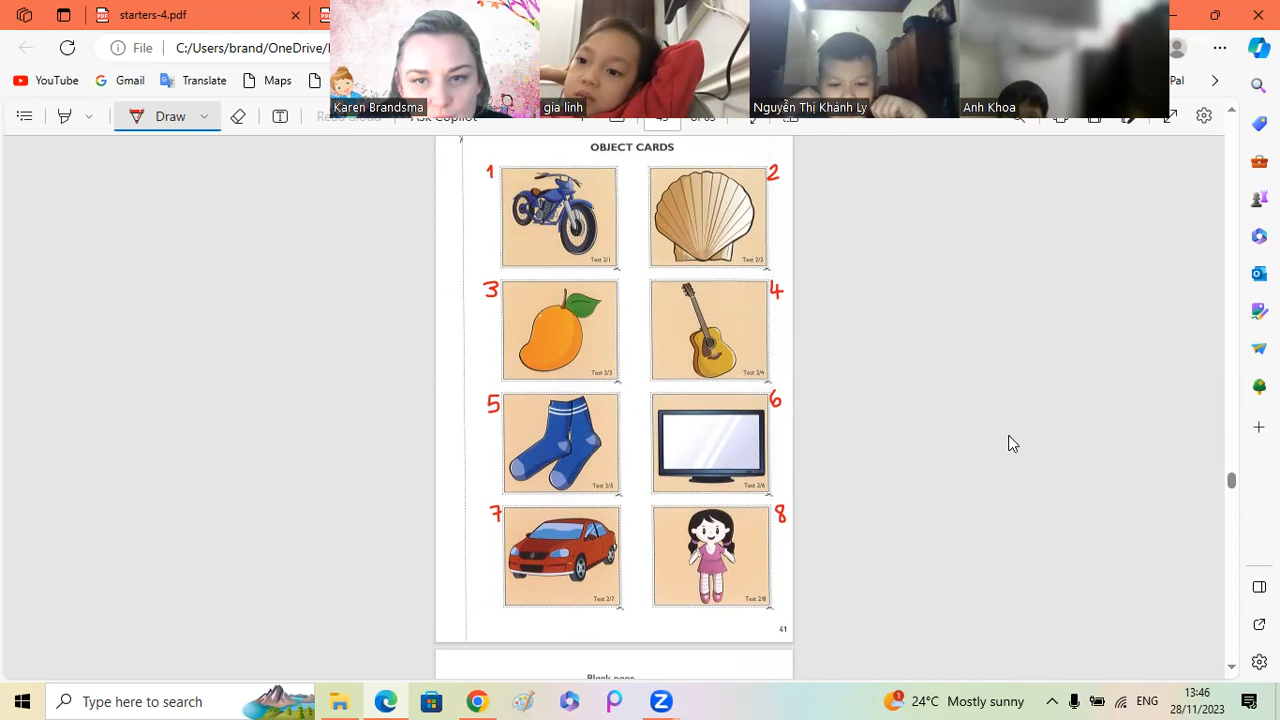 starters-4.pdf
File
C:/Users/brand/OneDrive/
YouTube
Gmail
Translate
Maps
Pal
Karen Brandsma
gia linh
Nguyễn Thị Khánh Ly
Anh Khoa
Draw
OBJECT CARDS
1
2
Test 2/1
Test 2/2
3
4
Test 2/3
Test 2/4
5
6
Test 2/5
Test 2/6
7
8
Test 2/7
Test 2/8
41
Blank page
Type here to search
1
24°C Mostly sunny
ENG
13:46
28/11/2023